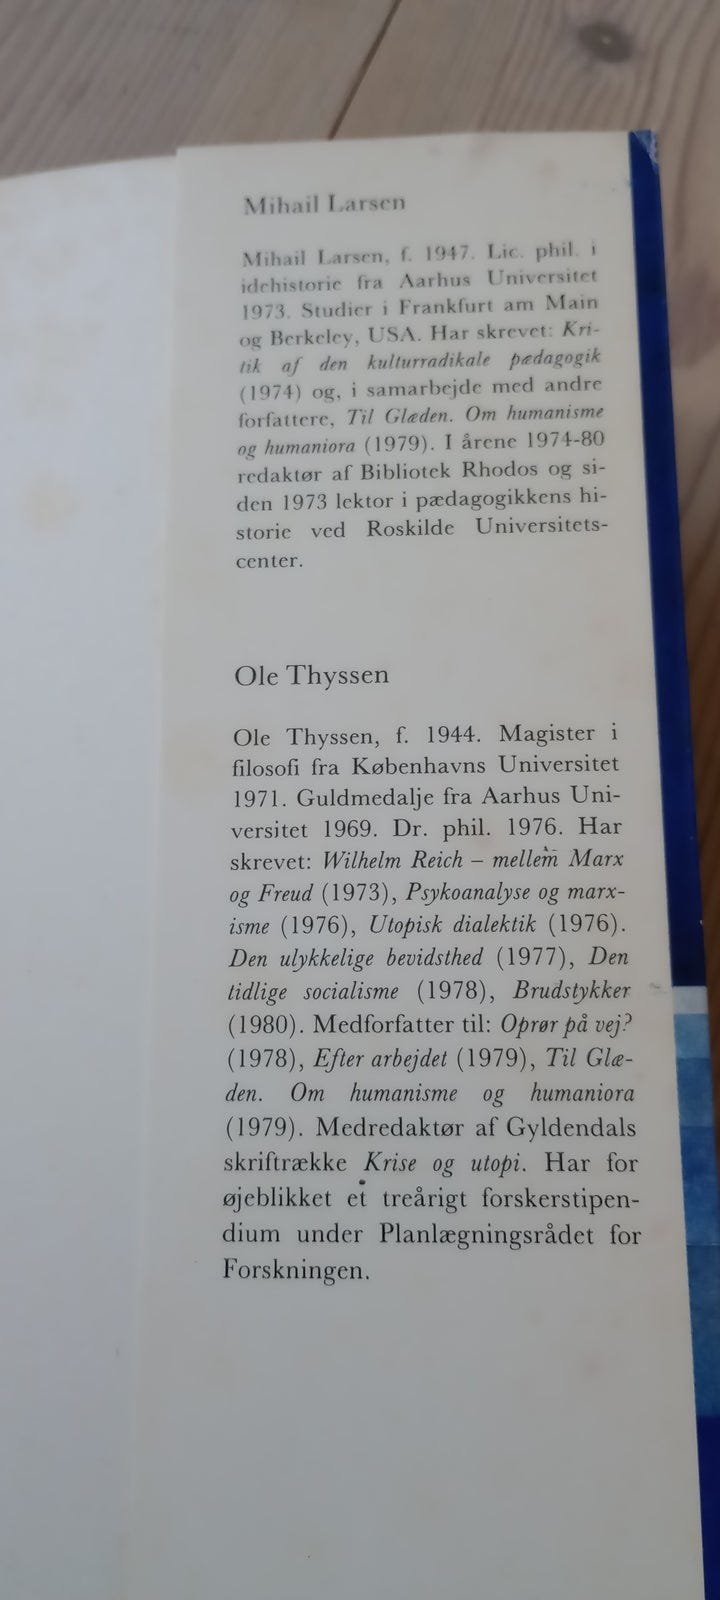 Mihail Larsen
Mihail Larsen, f. 1947. Lic. phil. i
idehistorie fra Aarhus Universitet
1973. Studier i Frankfurt am Main
og Berkeley, USA. Har skrevet: Kri-
tik af den kulturradikale pædagogik
(1974) og, i samarbejde med andre
forfattere, Til Glæden. Om humanisme
og humaniora (1979). I årene 1974-80
redaktør af Bibliotek Rhodos og si-
den 1973 lektor i pædagogikkens hi-
storie ved Roskilde Universitets-
center.
Ole Thyssen
Ole Thyssen, f. 1944. Magister i
filosofi fra Københavns Universitet
1971. Guldmedalje fra Aarhus Uni-
versitet 1969. Dr. phil. 1976. Har
skrevet: Wilhelm Reich – mellem Marx
og Freud (1973), Psykoanalyse og marx-
isme (1976), Utopisk dialektik (1976).
Den ulykkelige bevidsthed (1977), Den
tidlige socialisme (1978), Brudstykker
(1980). Medforfatter til: Oprør på vej?
(1978), Efter arbejdet (1979), Til Glæ-
den. Om humanisme og humaniora
(1979). Medredaktør af Gyldendals
skriftrække Krise og utopi. Har for
øjeblikket et treårigt forskerstipen-
dium under Planlægningsrådet for
Forskningen.